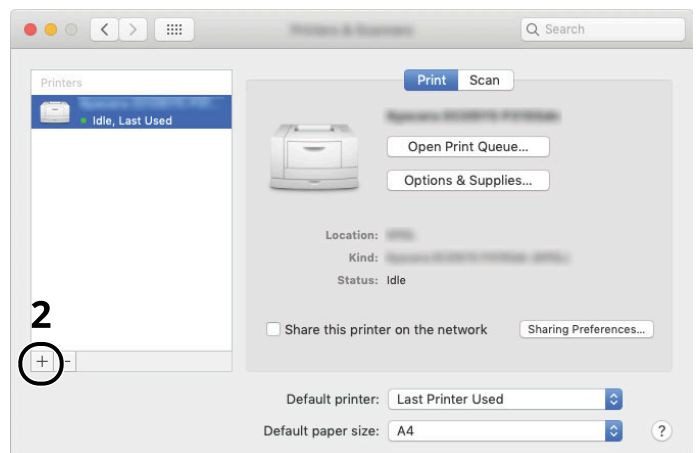 Search
Printers
Idle, Last Used
Print Scan
Open Print Queue...
Options & Supplies...
Location:
Kind:
Status: Idle
2
Share this printer on the network Sharing Preferences...
+ -
Default printer: Last Printer Used
Default paper size: A4 ?